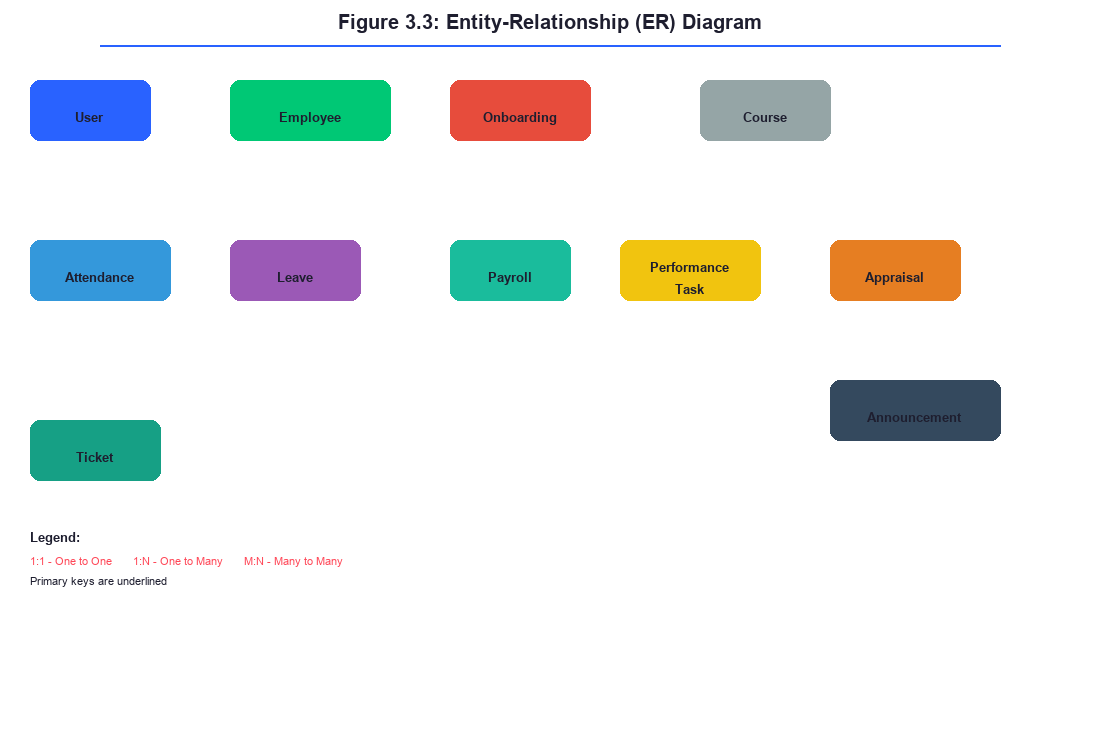 Figure 3.3: Entity-Relationship (ER) Diagram
User
Employee
Onboarding
Course
Attendance
Leave
Payroll
Performance
Task
Appraisal
Announcement
Ticket
Legend:
1:1 - One to One 1:N - One to Many M:N - Many to Many
Primary keys are underlined